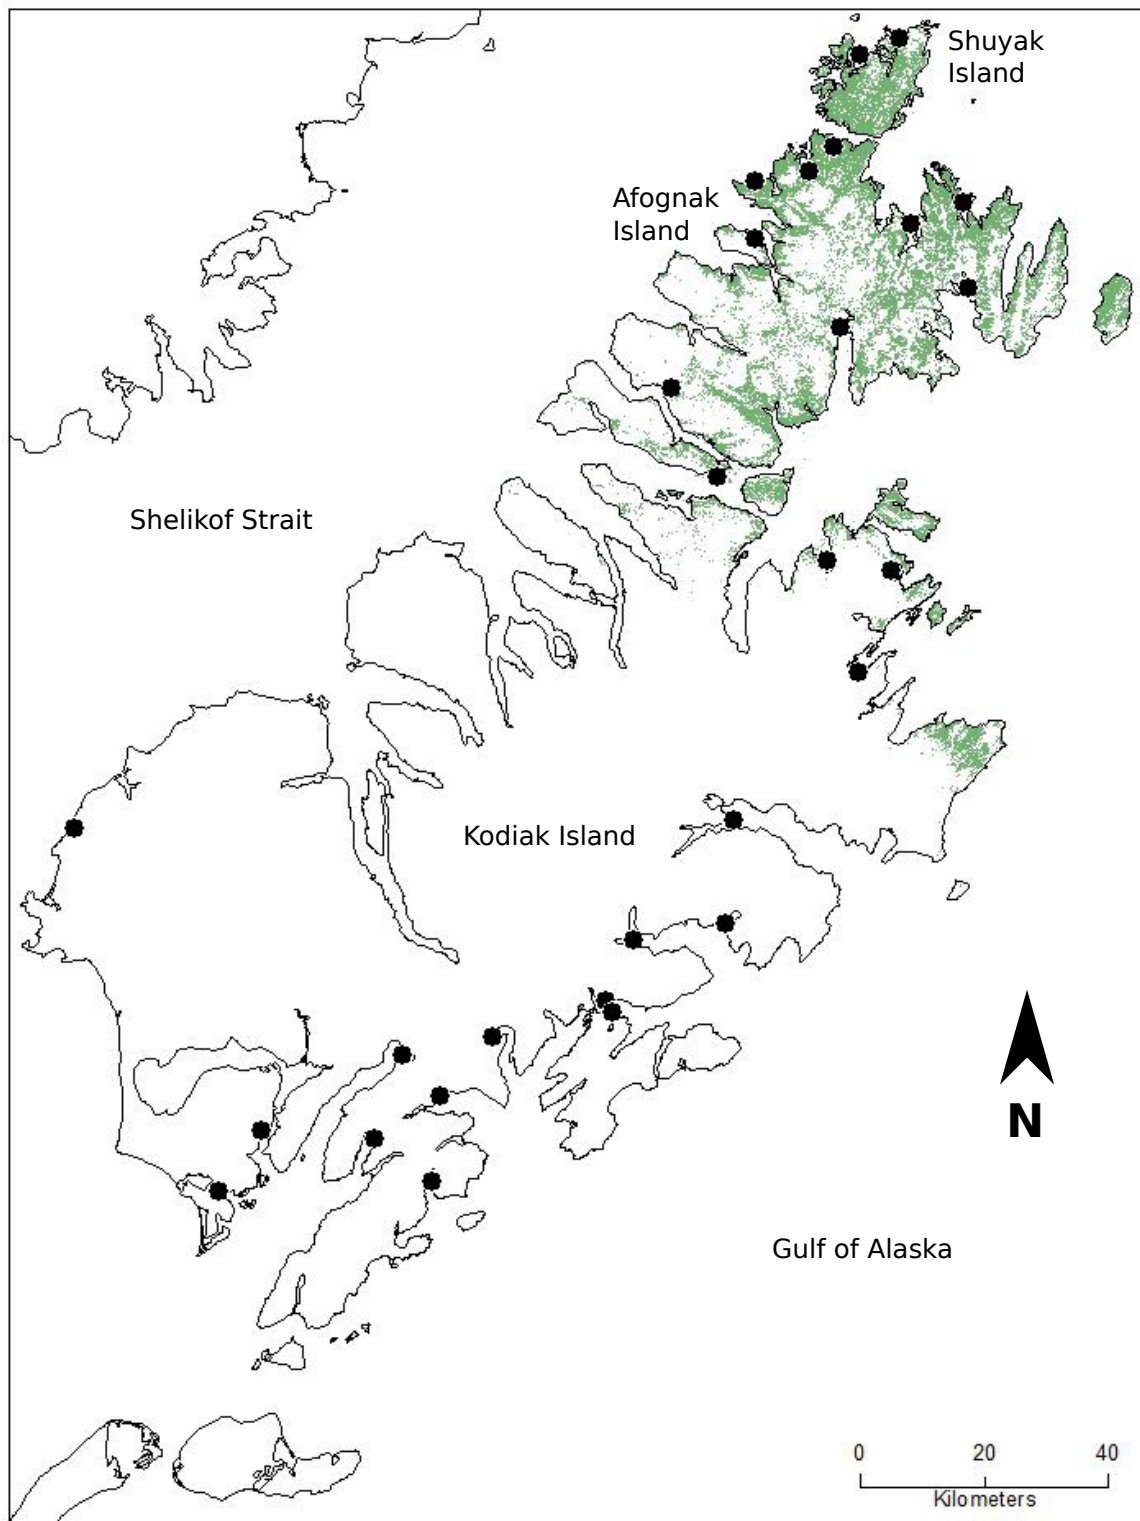 Shuyak
Island
Afognak
Island
Shelikof Strait
Kodiak Island
N
Gulf of Alaska
0 20 40
Kilometers